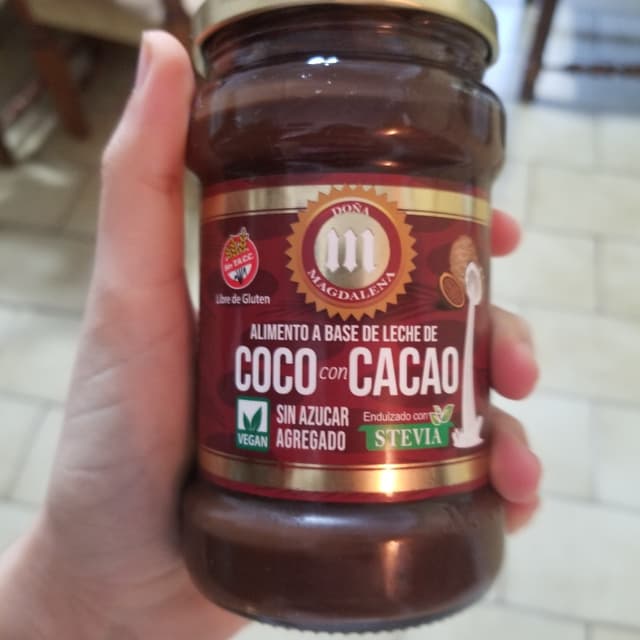 DOÑA
m
MAGDALENA
Sin T.A.C.C.
Libre de Gluten
ALIMENTO A BASE DE LECHE DE
COCO con CACAO
VEGAN
SIN AZUCAR
AGREGADO
Endulzado con
STEVIA